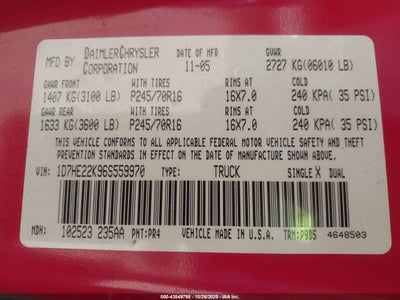 MFD BY DAIMLERCHRYSLER CORPORATION DATE OF MFR 11-05 GVWR 2727 KG(06010 LB)
GAWR FRONT WITH TIRES RIMS AT COLD
1407 KG(3100 LB) P245/70R16 16X7.0 240 KPA( 35 PSI)
GAWR REAR WITH TIRES RIMS AT COLD
1633 KG(3600 LB) P245/70R16 16X7.0 240 KPA( 35 PSI)
THIS VEHICLE CONFORMS TO ALL APPLICABLE FEDERAL MOTOR VEHICLE SAFETY AND
THEFT PREVENTION STANDARDS IN EFFECT ON THE DATE OF MANUFACTURE SHOWN ABOVE.
VIN: 1D7HE22K96S559970 TYPE: TRUCK SINGLE X DUAL
MDH: 102523 235AA PNT:PR4 VEHICLE MADE IN U.S.A. TRM:P9D5 4648503
000-43549798 - 10/28/2025 - IAA Inc.